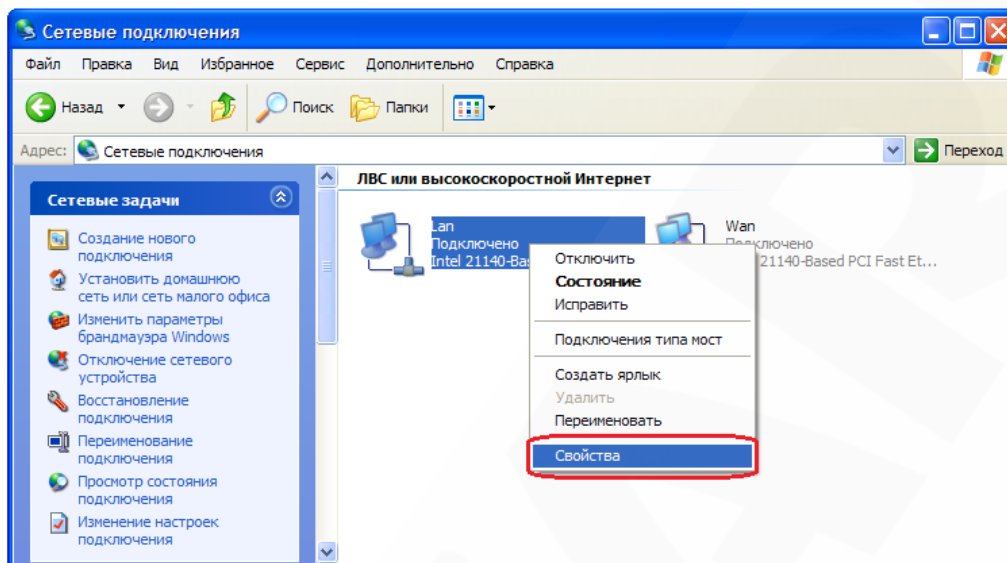 Сетевые подключения
Файл Правка Вид Избранное Сервис Дополнительно Справка
Назад Поиск Папки
Адрес: Сетевые подключения Переход
Сетевые задачи
Создание нового
подключения
Установить домашнюю
сеть или сеть малого офиса
Изменить параметры
брандмауэра Windows
Отключение сетевого
устройства
Восстановление
подключения
Переименование
подключения
Просмотр состояния
подключения
Изменение настроек
подключения
ЛВС или высокоскоростной Интернет
Lan
Подключено
Intel 21140-Bas
Wan
Подключено
21140-Based PCI Fast Et...
Отключить
Состояние
Исправить
Подключения типа мост
Создать ярлык
Удалить
Переименовать
Свойства